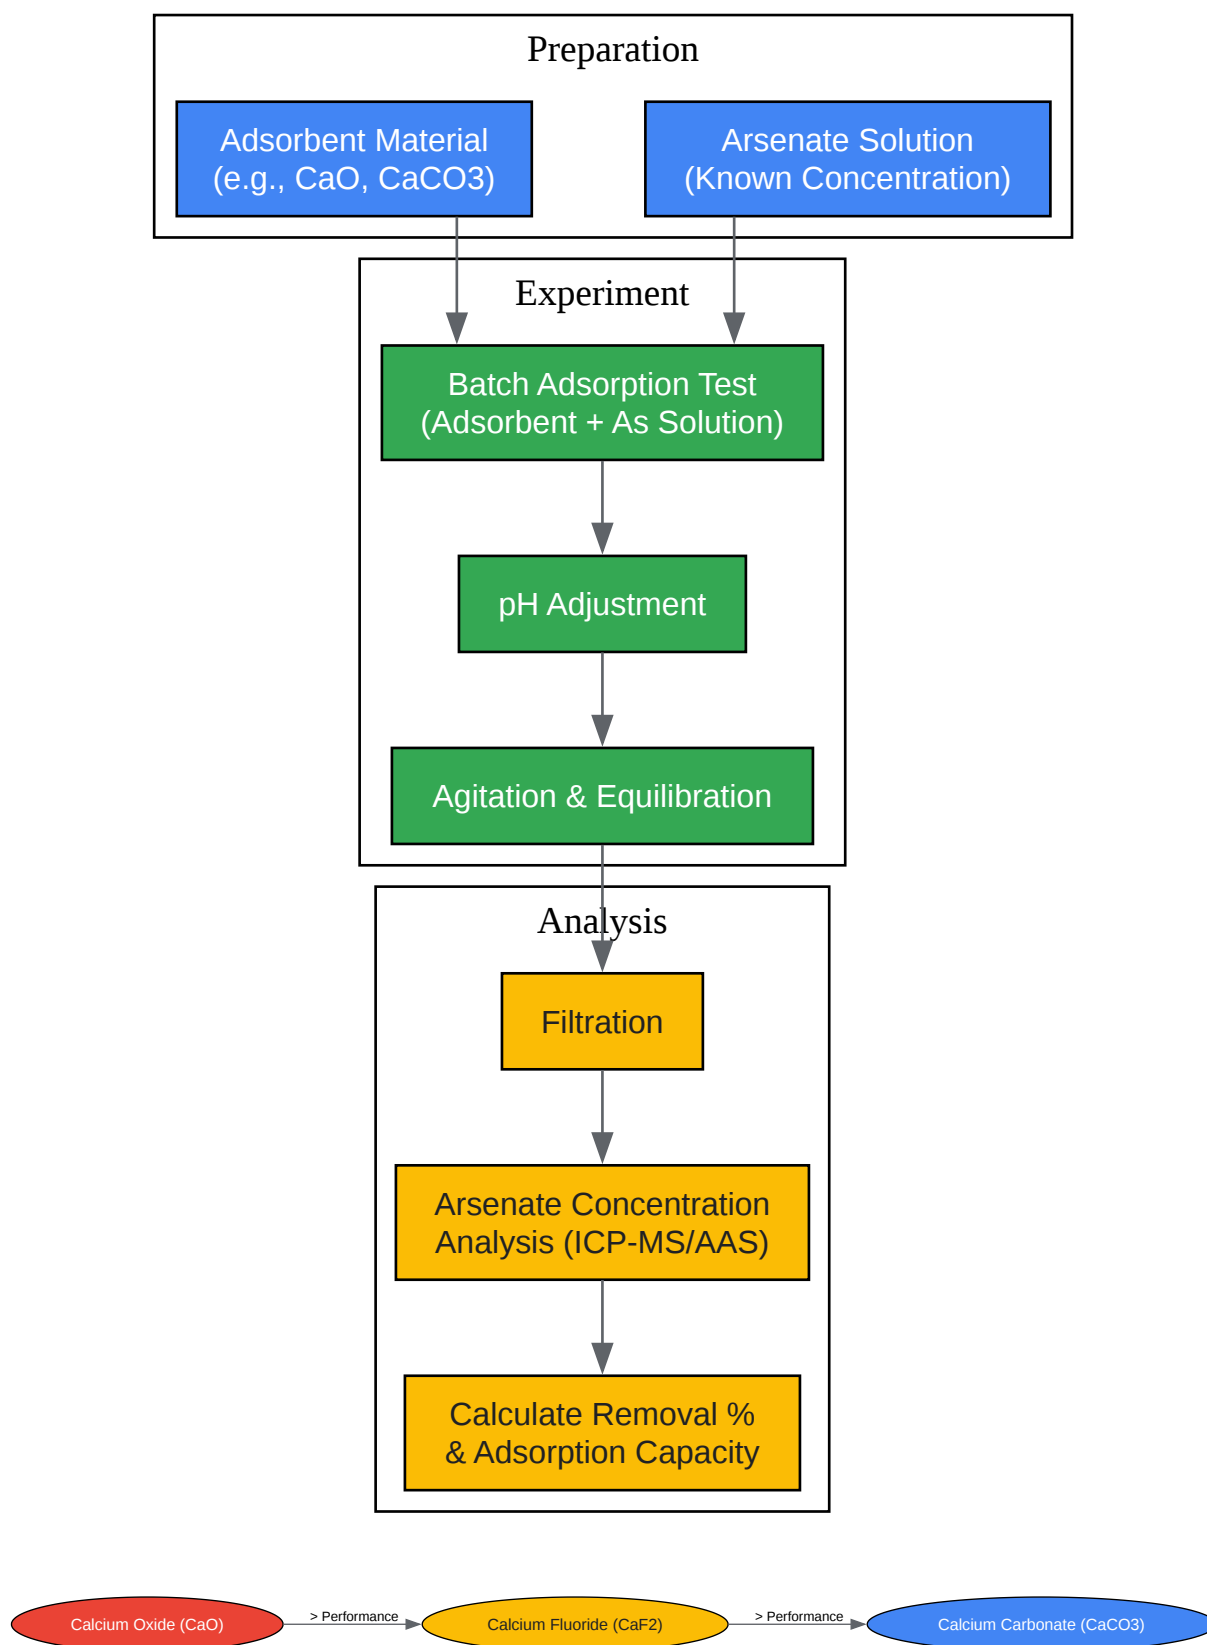 Preparation
Adsorbent Material
(e.g., CaO, CaCO3)
Arsenate Solution
(Known Concentration)
Experiment
Batch Adsorption Test
(Adsorbent + As Solution)
pH Adjustment
Agitation & Equilibration
Analysis
Filtration
Arsenate Concentration
Analysis (ICP-MS/AAS)
Calculate Removal %
& Adsorption Capacity
Calcium Oxide (CaO)
> Performance
Calcium Fluoride (CaF2)
> Performance
Calcium Carbonate (CaCO3)